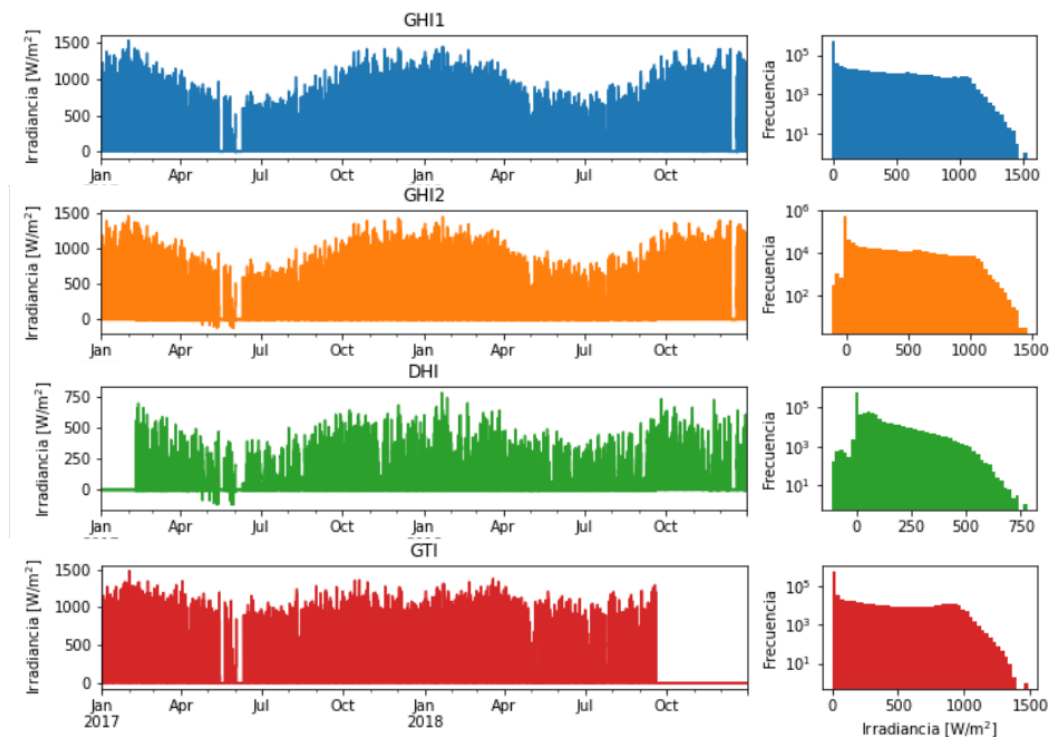 GHI1
Irradiancia [W/m²]
1500
1000
500
0
Jan Apr Jul Oct Jan Apr Jul Oct
Frecuencia
10⁵
10³
10¹
0 500 1000 1500
GHI2
Irradiancia [W/m²]
1500
1000
500
0
Jan Apr Jul Oct Jan Apr Jul Oct
Frecuencia
10⁶
10⁴
10²
0 500 1000 1500
DHI
Irradiancia [W/m²]
750
500
250
0
Jan Apr Jul Oct Jan Apr Jul Oct
Frecuencia
10⁵
10³
10¹
0 250 500 750
GTI
Irradiancia [W/m²]
1500
1000
500
0
Jan Apr Jul Oct Jan Apr Jul Oct
2017 2018
Frecuencia
10⁵
10³
10¹
0 500 1000 1500
Irradiancia [W/m²]